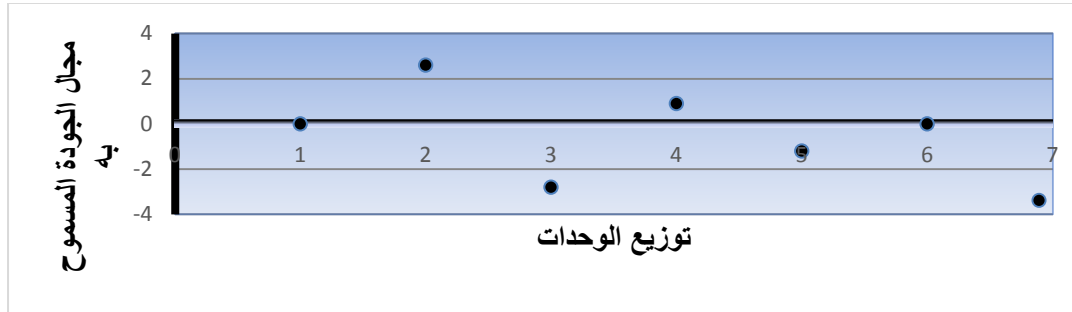 مجال الجودة المسموح
به
4
2
0
-2
-4
0 1 2 3 4 5 6 7
توزيع الوحدات